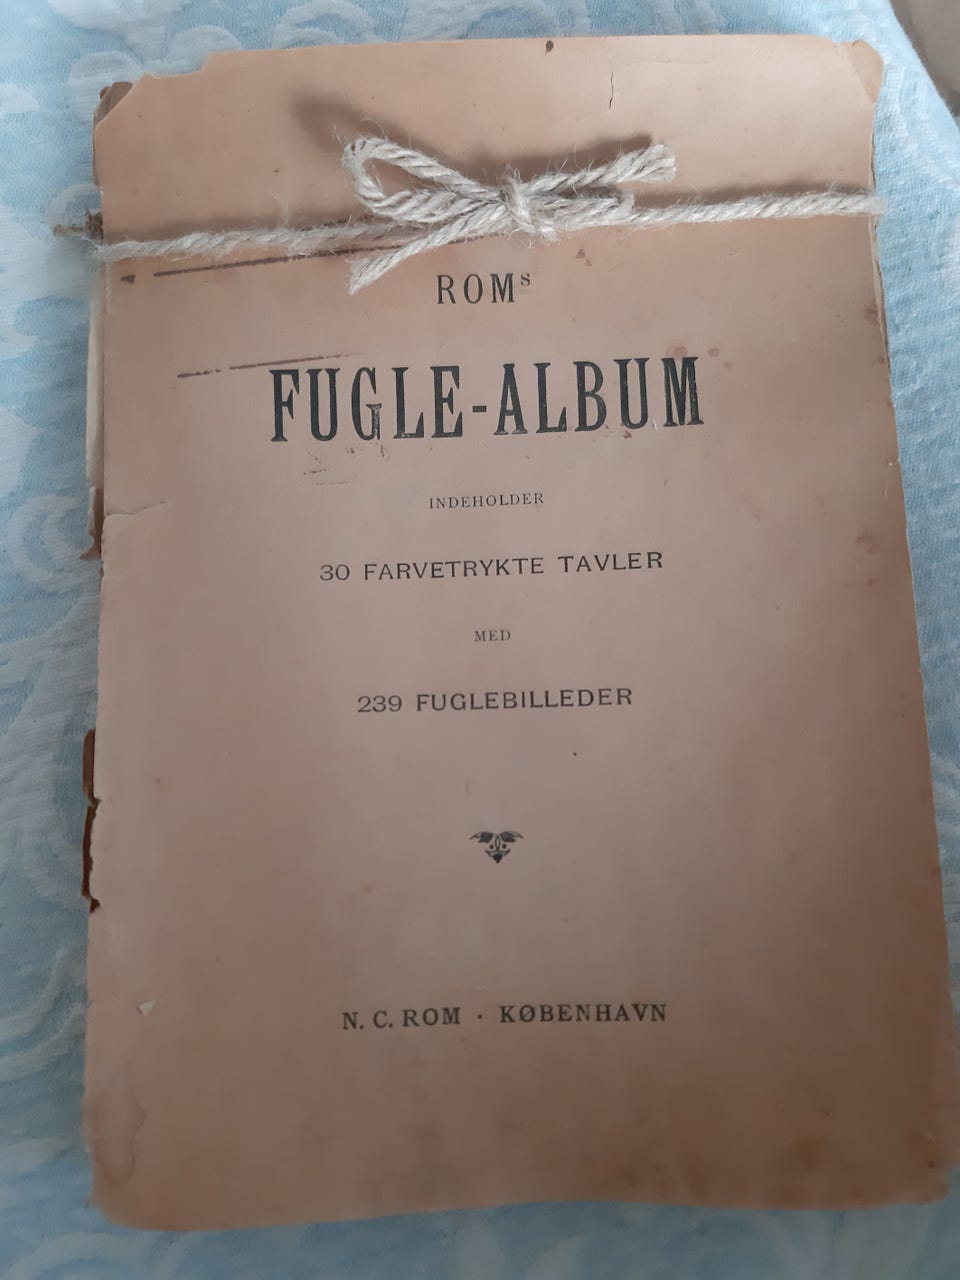 ROMs
FUGLE-ALBUM
INDEHOLDER
30 FARVETRYKTE TAVLER
MED
239 FUGLEBILLEDER
N. C. ROM · KØBENHAVN